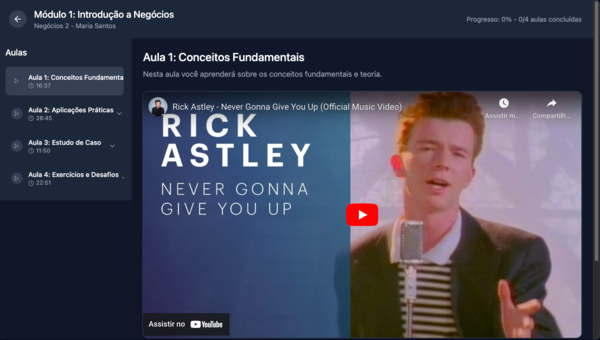 Módulo 1: Introdução a Negócios
Negócios 2 - Maria Santos
Progresso: 0% • 0/4 aulas concluídas
Aulas
Aula 1: Conceitos Fundamenta
16:37
Aula 2: Aplicações Práticas
28:45
Aula 3: Estudo de Caso
11:50
Aula 4: Exercícios e Desafios
22:51
Aula 1: Conceitos Fundamentais
Nesta aula você aprenderá sobre os conceitos fundamentais e teoria.
Rick Astley - Never Gonna Give You Up (Official Music Video)
Assistir m...
Compartilh...
RICK
ASTLEY
NEVER GONNA
GIVE YOU UP
Assistir no YouTube